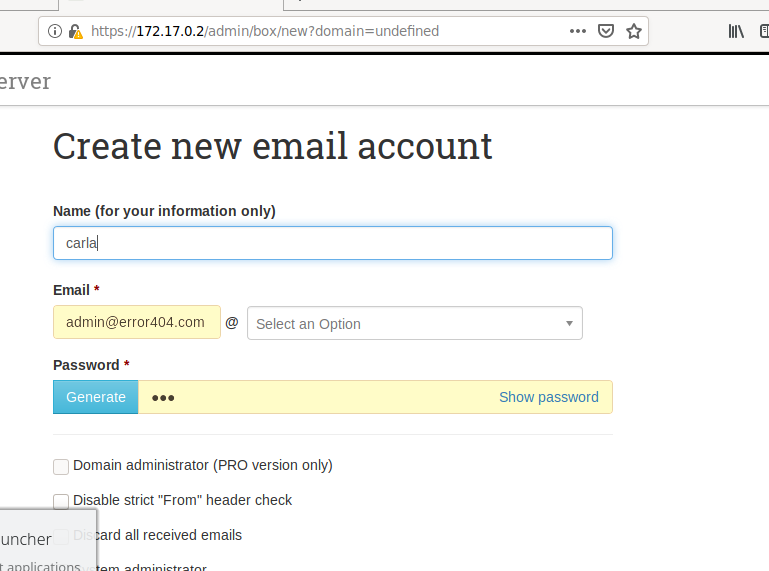 https://172.17.0.2/admin/box/new?domain=undefined
erver
Create new email account
Name (for your information only)
carla
Email *
admin@error404.com @ Select an Option
Password *
Generate ●●● Show password
Domain administrator (PRO version only)
Disable strict "From" header check
Discard all received emails
uncher
System administrator
t applications